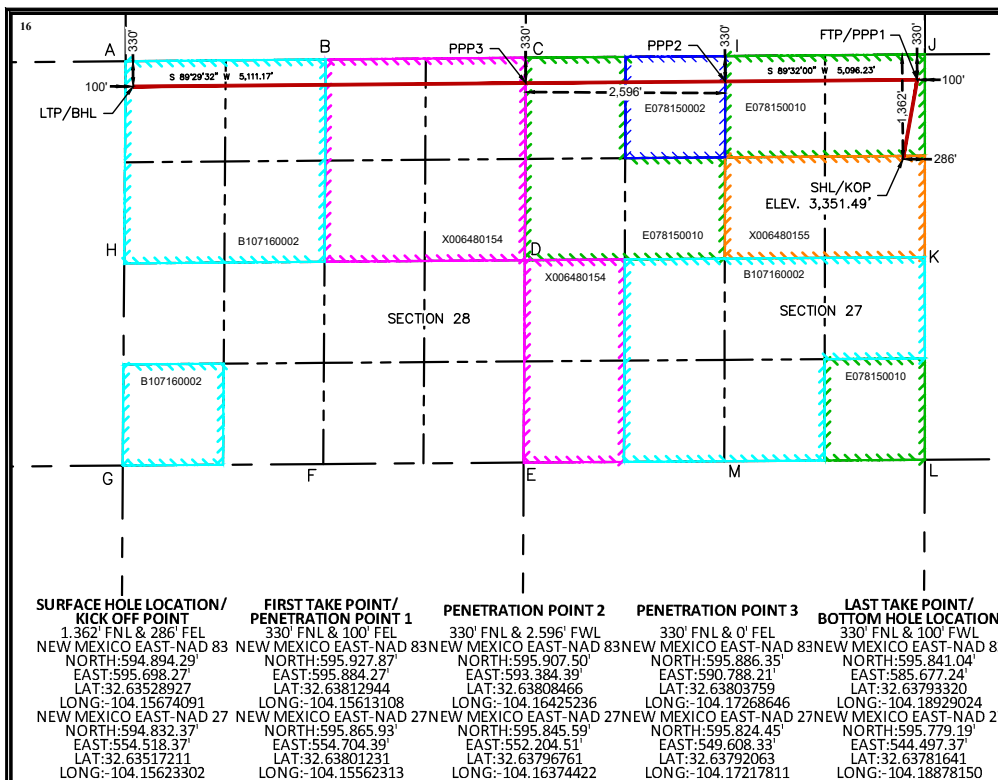 16
A
330'
B
330'
C
330'
I
330'
J
PPP3
PPP2
FTP/PPP1
S 89°29'32" W 5,111.17'
S 89°32'00" W 5,096.23'
100'
100'
LTP/BHL
2,596'
E078150002
E078150010
1,362'
286'
SHL/KOP
ELEV. 3,351.49'
H
B107160002
X006480154
E078150010
X006480155
D
K
X006480154
B107160002
SECTION 28
SECTION 27
B107160002
E078150010
G
F
E
M
L
SURFACE HOLE LOCATION/
KICK OFF POINT
1.362' FNL & 286' FEL
NEW MEXICO EAST-NAD 83
NORTH:594.894.29'
EAST:595.698.27'
LAT:32.63528927
LONG:-104.15674091
NEW MEXICO EAST-NAD 27
NORTH:594.832.37'
EAST:554.518.37'
LAT:32.63517211
LONG:-104.15623302
FIRST TAKE POINT/
PENETRATION POINT 1
330' FNL & 100' FEL
NEW MEXICO EAST-NAD 83
NORTH:595.927.87'
EAST:595.884.27'
LAT:32.63812944
LONG:-104.15613108
NEW MEXICO EAST-NAD 27
NORTH:595.865.93'
EAST:554.704.39'
LAT:32.63801231
LONG:-104.15562313
PENETRATION POINT 2
330' FNL & 2.596' FWL
NEW MEXICO EAST-NAD 83
NORTH:595.907.50'
EAST:593.384.39'
LAT:32.63808466
LONG:-104.16425236
NEW MEXICO EAST-NAD 27
NORTH:595.845.59'
EAST:552.204.51'
LAT:32.63796761
LONG:-104.16374422
PENETRATION POINT 3
330' FNL & 0' FEL
NEW MEXICO EAST-NAD 83
NORTH:595.886.35'
EAST:590.788.21'
LAT:32.63803759
LONG:-104.17268646
NEW MEXICO EAST-NAD 27
NORTH:595.824.45'
EAST:549.608.33'
LAT:32.63792063
LONG:-104.17217811
LAST TAKE POINT/
BOTTOM HOLE LOCATION
330' FNL & 100' FWL
NEW MEXICO EAST-NAD 8
NORTH:595.841.04'
EAST:585.677.24'
LAT:32.63793320
LONG:-104.18929024
NEW MEXICO EAST-NAD 2
NORTH:595.779.19'
EAST:544.497.37'
LAT:32.63781641
LONG:-104.18878150